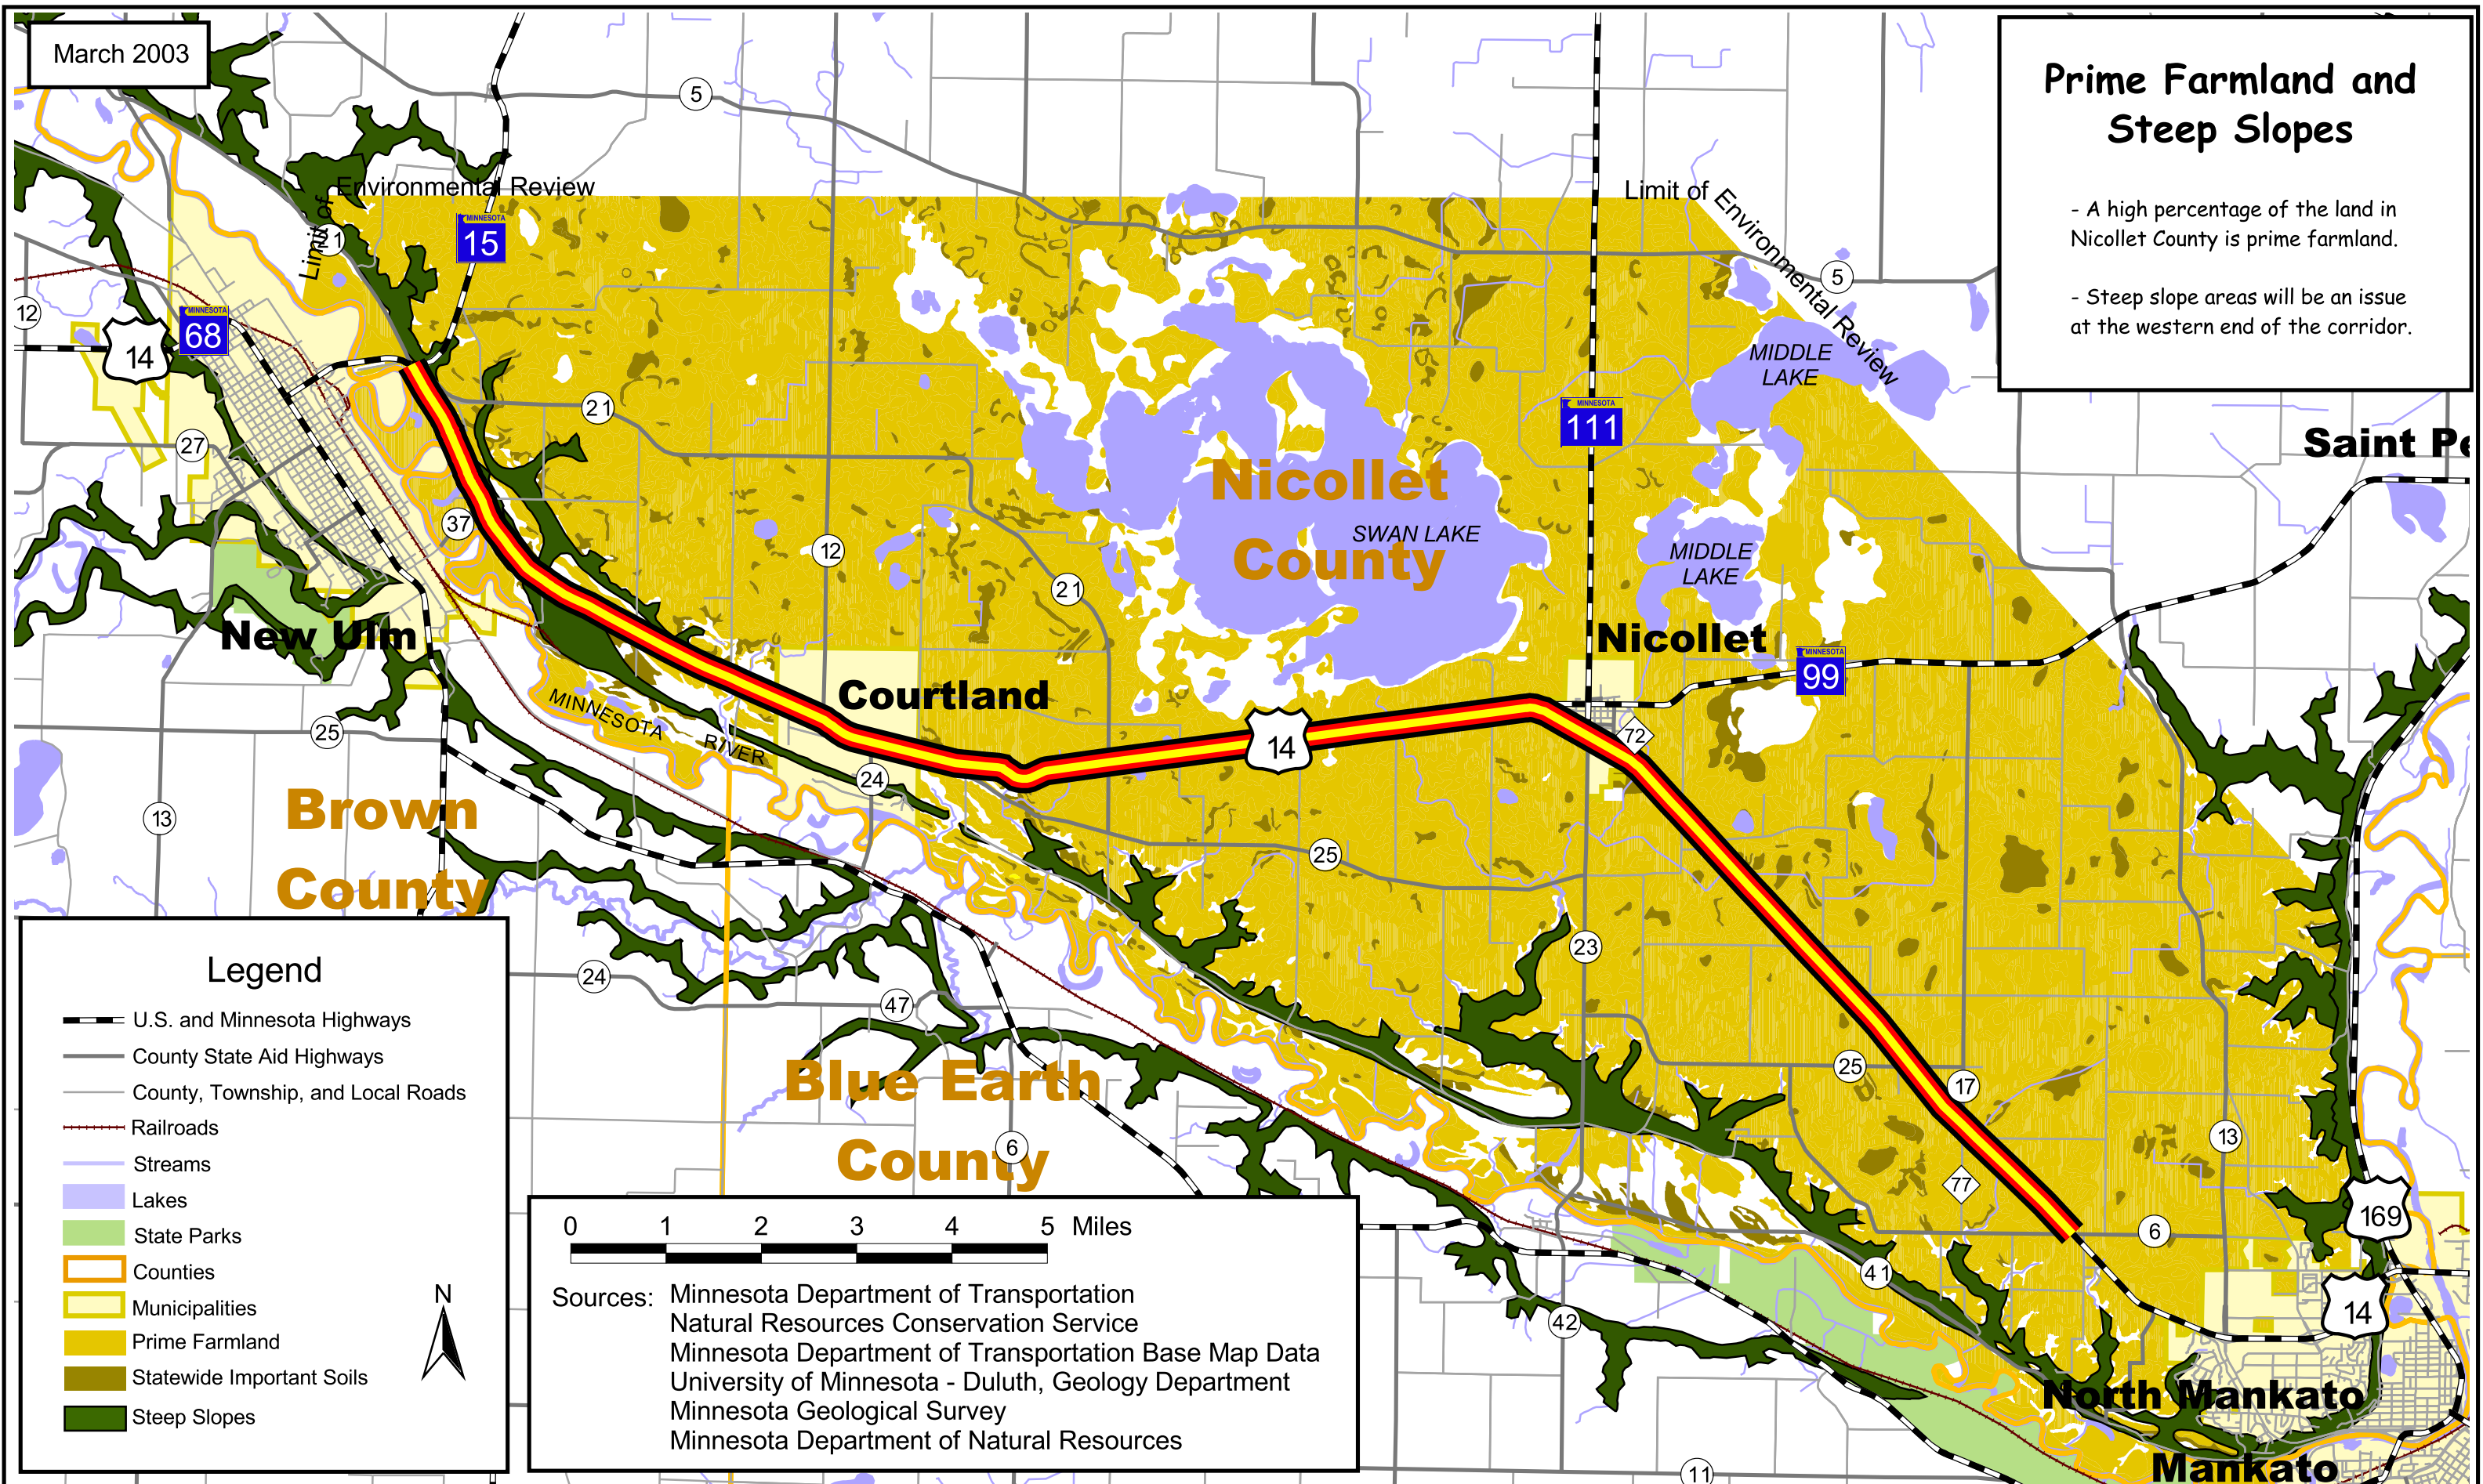 March 2003
Prime Farmland and
Steep Slopes
- A high percentage of the land in
Nicollet County is prime farmland.
- Steep slope areas will be an issue
at the western end of the corridor.
5
Limit of Environmental Review
21
MINNESOTA
15
Limit of Environmental Review
5
12
14
MINNESOTA
68
MIDDLE
LAKE
21
MINNESOTA
111
27
Saint Pe
Nicollet
County
SWAN LAKE
37
12
21
MIDDLE
LAKE
New Ulm
Nicollet
MINNESOTA
99
Courtland
MINNESOTA RIVER
25
14
72
24
Brown
County
13
25
23
24
47
Blue Earth
County
6
25
17
13
77
169
6
41
14
42
North Mankato
Mankato
11
Legend
U.S. and Minnesota Highways
County State Aid Highways
County, Township, and Local Roads
Railroads
Streams
Lakes
State Parks
Counties
Municipalities
Prime Farmland
Statewide Important Soils
Steep Slopes
N
0 1 2 3 4 5 Miles
Sources: Minnesota Department of Transportation
Natural Resources Conservation Service
Minnesota Department of Transportation Base Map Data
University of Minnesota - Duluth, Geology Department
Minnesota Geological Survey
Minnesota Department of Natural Resources